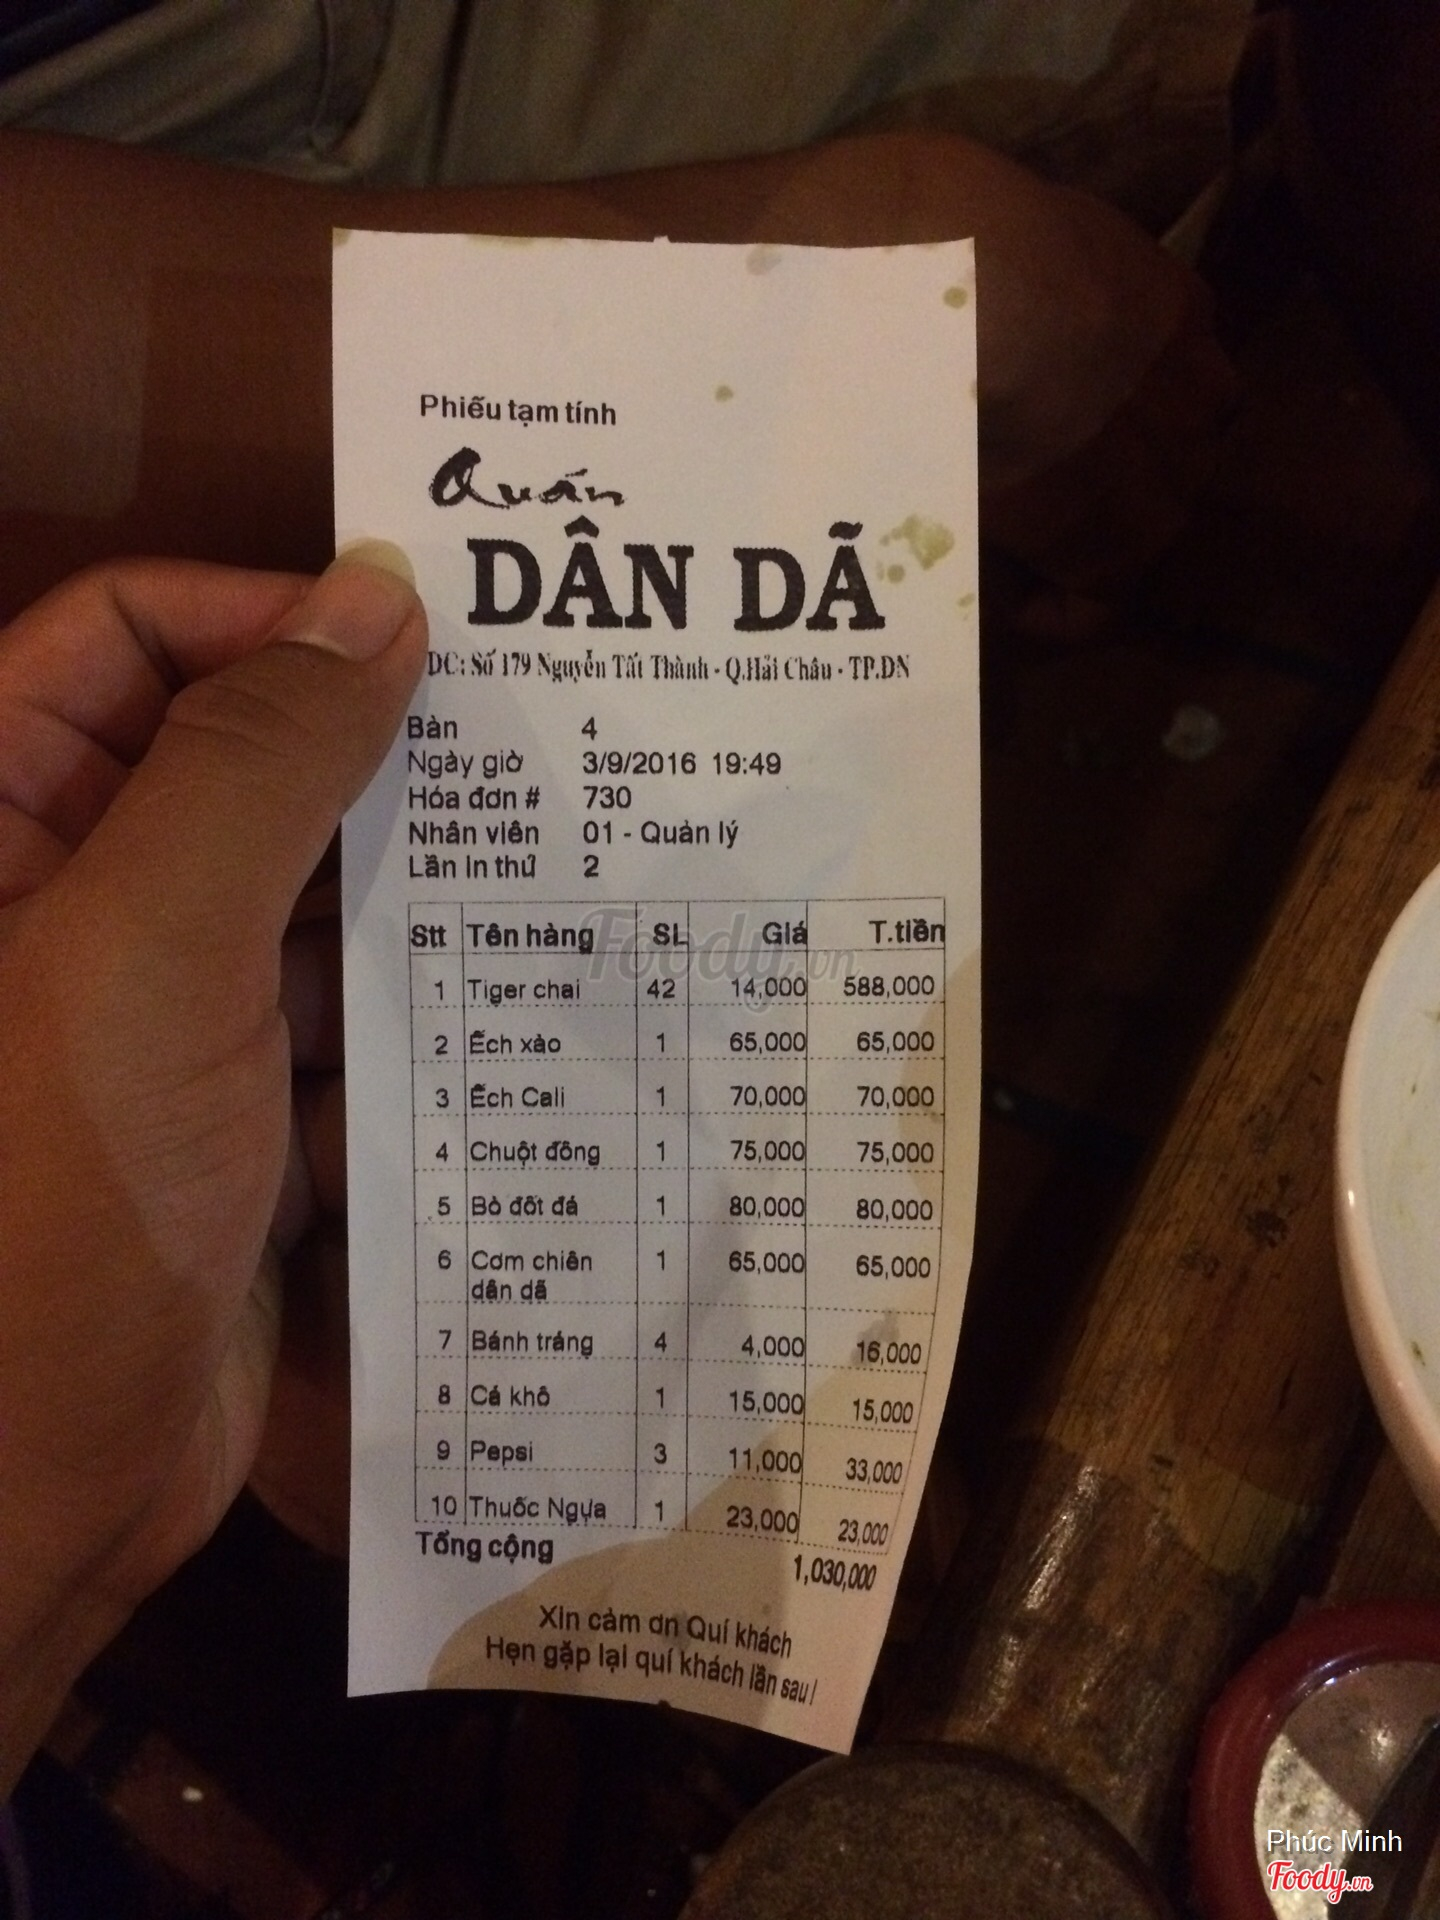 Phiếu tạm tính
Quán
DÂN DÃ
DC: Số 179 Nguyễn Tất Thành - Q.Hải Châu - TP.DN
Bàn 4
Ngày giờ 3/9/2016 19:49
Hóa đơn # 730
Nhân viên 01 - Quản lý
Lần in thứ 2
Stt Tên hàng SL Giá T.tiền
1 Tiger chai 42 14,000 588,000
2 Ếch xào 1 65,000 65,000
3 Ếch Cali 1 70,000 70,000
4 Chuột đồng 1 75,000 75,000
5 Bò đốt đá 1 80,000 80,000
6 Cơm chiên 1 65,000 65,000
dân dã
7 Bánh tráng 4 4,000 16,000
8 Cá khô 1 15,000 15,000
9 Pepsi 3 11,000 33,000
10 Thuốc Ngựa 1 23,000 23,000
Tổng cộng 1,030,000
Xin cảm ơn Quí khách
Hẹn gặp lại quí khách lần sau!
Foody.vn
Phúc Minh
Foody.vn